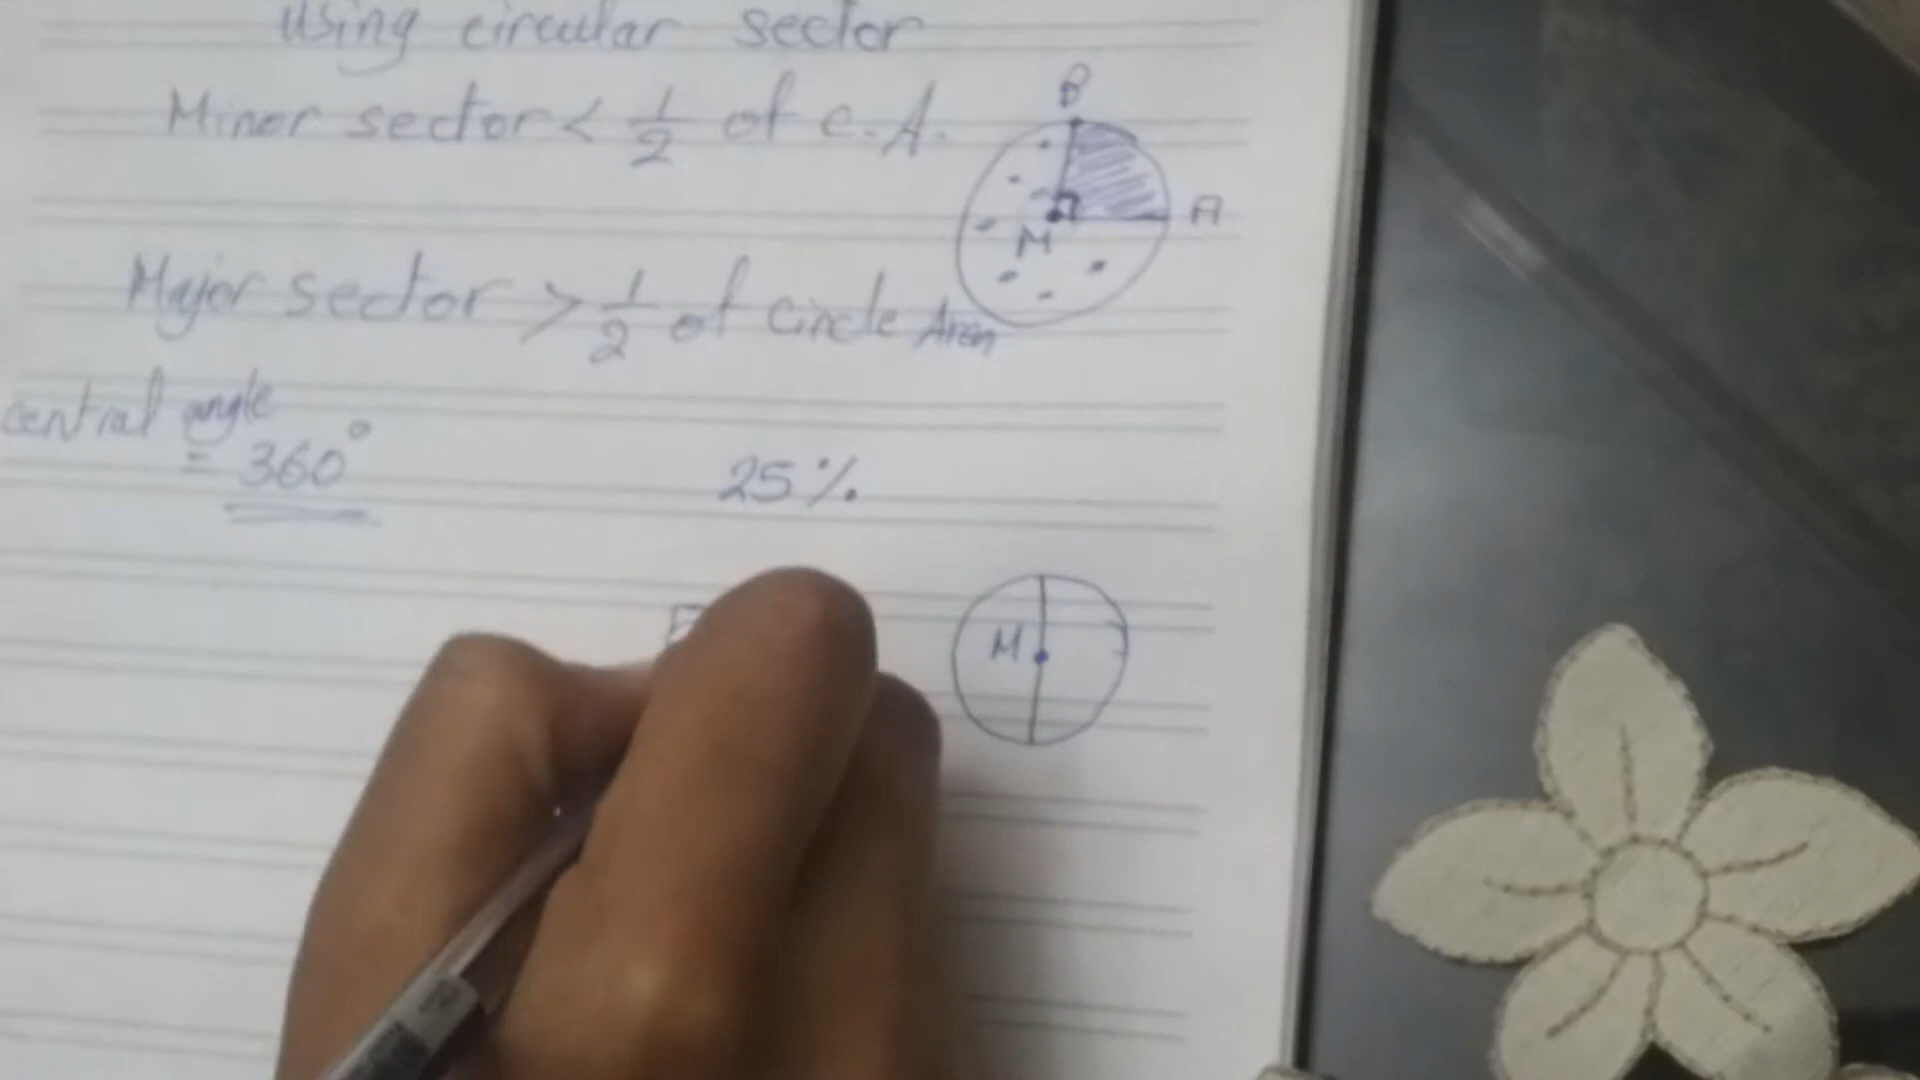 using circular sector
Minor sector < 1/2 of C.A.
B
A
M
Major sector > 1/2 of circle Area
central angle
= 360°
25%
M